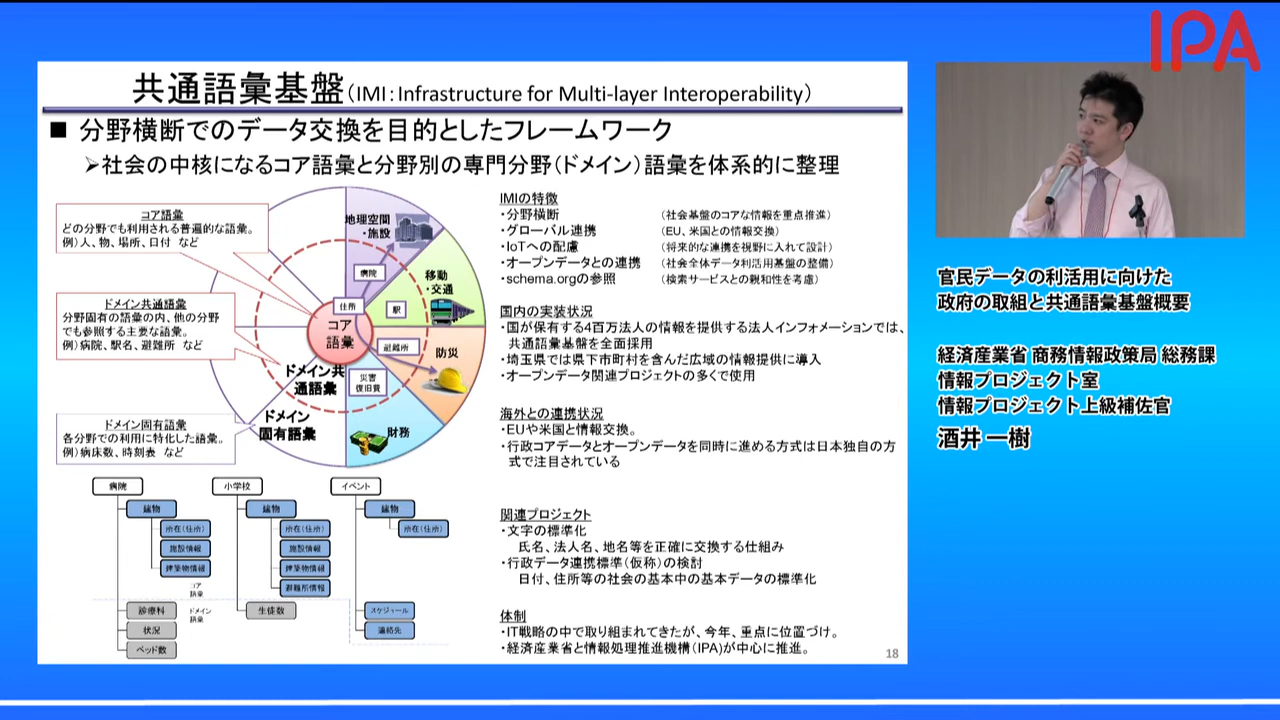 IPA
共通語彙基盤(IMI:Infrastructure for Multi-layer Interoperability)
■ 分野横断でのデータ交換を目的としたフレームワーク
➢社会の中核になるコア語彙と分野別の専門分野(ドメイン)語彙を体系的に整理
コア語彙
どの分野でも利用される普遍的な語彙。
例)人、物、場所、日付 など
ドメイン共通語彙
分野固有の語彙の内、他の分野
でも参照する主要な語彙。
例)病院、駅名、避難所 など
ドメイン固有語彙
各分野での利用に特化した語彙。
例)病床数、時刻表 など
地理空間
・施設
病院
移動
・交通
住所
駅
コア
語彙
避難所
防災
ドメイン共
通語彙
災害
復旧費
ドメイン
固有語彙
財務
病院
建物
所在(住所)
施設情報
建築物情報
コア
語彙
診療科
ドメイン
語彙
状況
ベッド数
小学校
建物
所在(住所)
施設情報
建築物情報
避難所情報
生徒数
イベント
建物
所在(住所)
スケジュール
連絡先
IMIの特徴
・分野横断 (社会基盤のコアな情報を重点推進)
・グローバル連携 (EU、米国との情報交換)
・IoTへの配慮 (将来的な連携を視野に入れて設計)
・オープンデータとの連携 (社会全体データ利活用基盤の整備)
・schema.orgの参照 (検索サービスとの親和性を考慮)
国内の実装状況
・国が保有する4百万法人の情報を提供する法人インフォメーションでは、
共通語彙基盤を全面採用
・埼玉県では県下市町村を含んだ広域の情報提供に導入
・オープンデータ関連プロジェクトの多くで使用
海外との連携状況
・EUや米国と情報交換。
・行政コアデータとオープンデータを同時に進める方式は日本独自の方
式で注目されている
関連プロジェクト
・文字の標準化
氏名、法人名、地名等を正確に交換する仕組み
・行政データ連携標準(仮称)の検討
日付、住所等の社会の基本中の基本データの標準化
体制
・IT戦略の中で取り組まれてきたが、今年、重点に位置づけ。
・経済産業省と情報処理推進機構(IPA)が中心に推進。
18
官民データの利活用に向けた
政府の取組と共通語彙基盤概要
経済産業省 商務情報政策局 総務課
情報プロジェクト室
情報プロジェクト上級補佐官
酒井 一樹